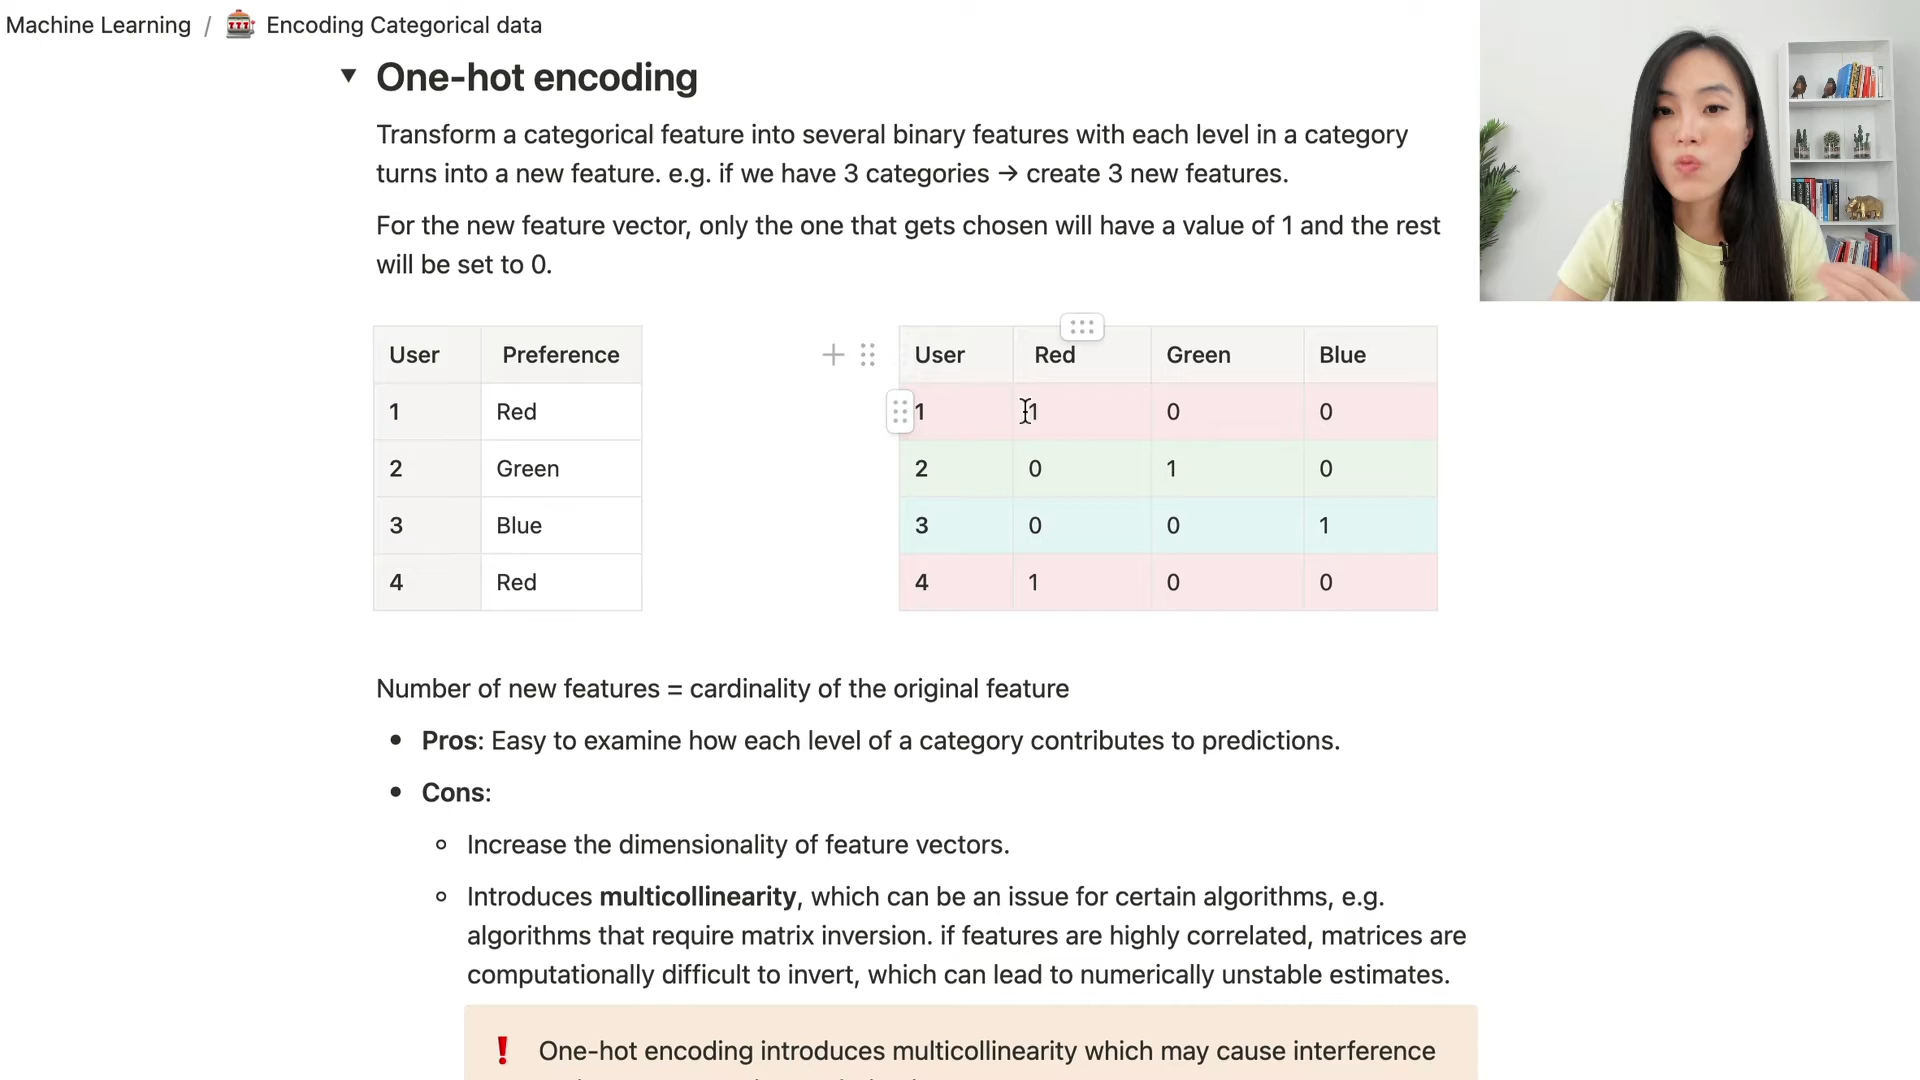 Machine Learning / Encoding Categorical data
One-hot encoding
Transform a categorical feature into several binary features with each level in a category
turns into a new feature. e.g. if we have 3 categories → create 3 new features.
For the new feature vector, only the one that gets chosen will have a value of 1 and the rest
will be set to 0.
User Preference
1 Red
2 Green
3 Blue
4 Red
User Red Green Blue
1 1 0 0
2 0 1 0
3 0 0 1
4 1 0 0
Number of new features = cardinality of the original feature
• Pros: Easy to examine how each level of a category contributes to predictions.
• Cons:
◦ Increase the dimensionality of feature vectors.
◦ Introduces multicollinearity, which can be an issue for certain algorithms, e.g.
algorithms that require matrix inversion. if features are highly correlated, matrices are
computationally difficult to invert, which can lead to numerically unstable estimates.
❗ One-hot encoding introduces multicollinearity which may cause interference